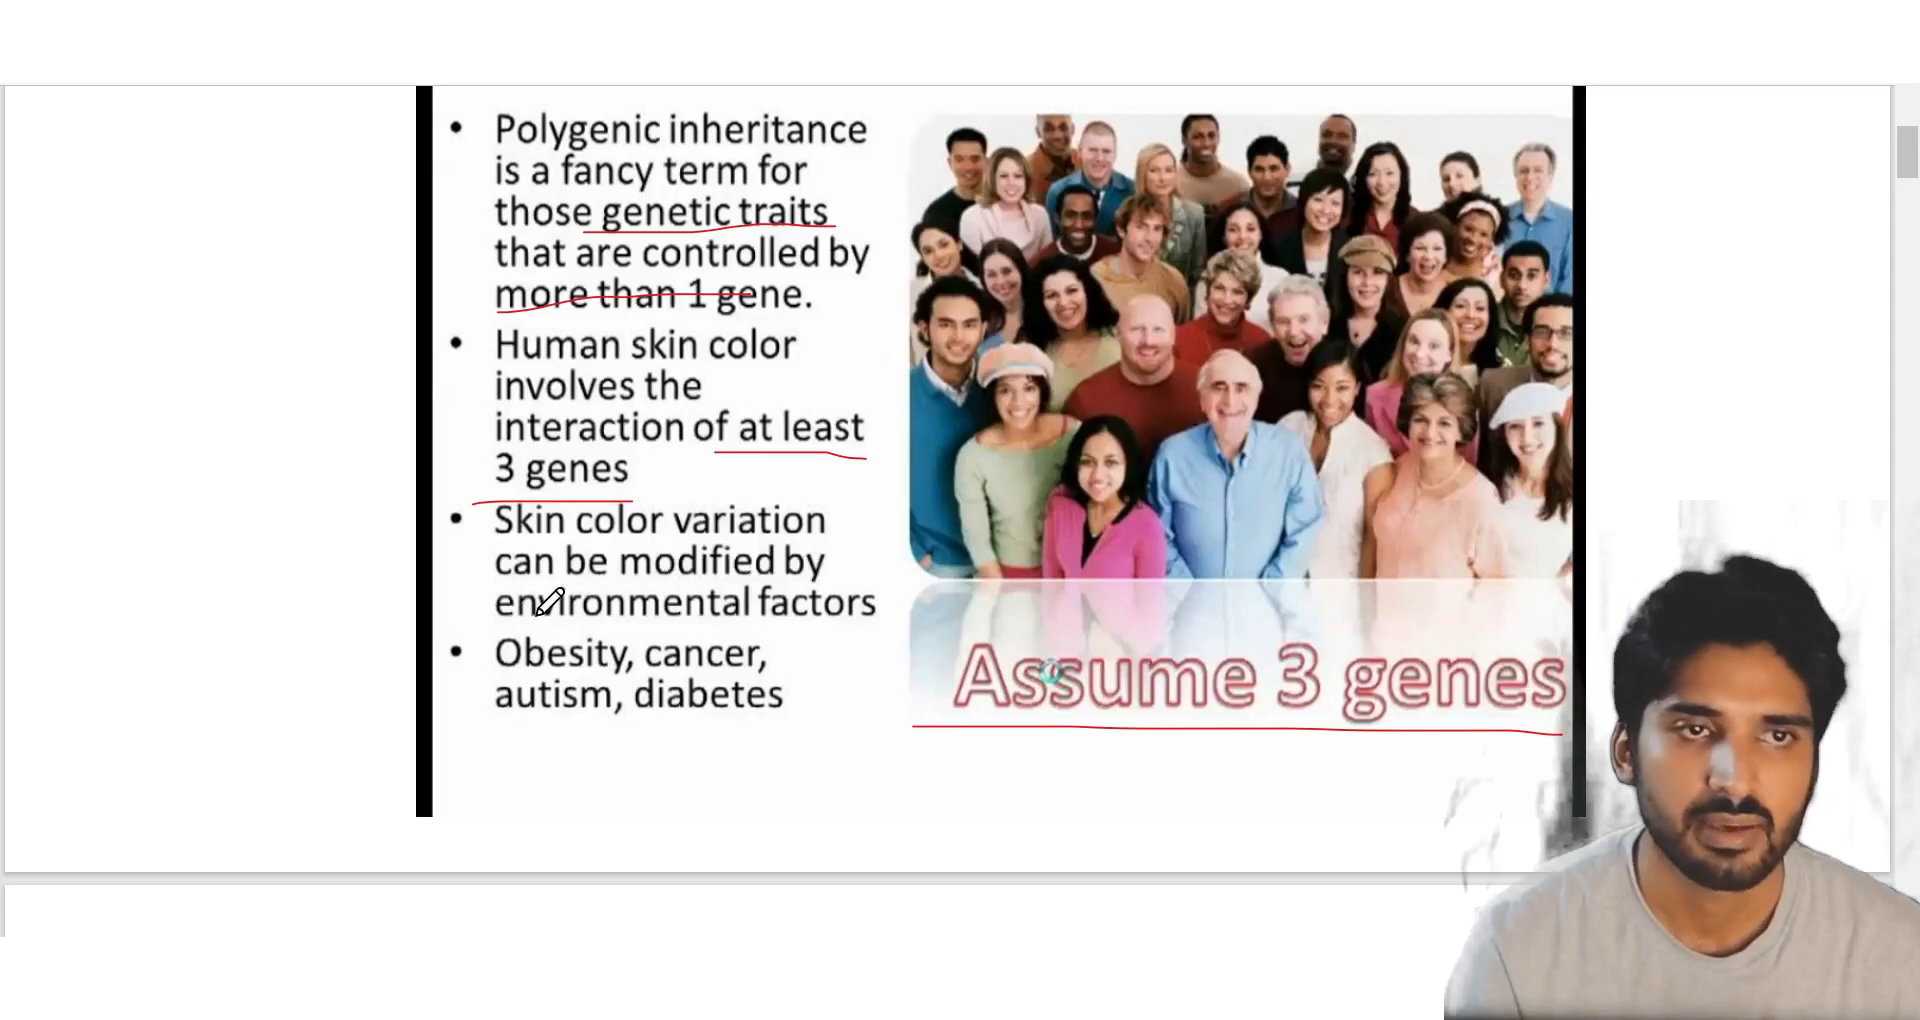 • Polygenic inheritance
is a fancy term for
those genetic traits
that are controlled by
more than 1 gene.
• Human skin color
involves the
interaction of at least
3 genes
• Skin color variation
can be modified by
environmental factors
• Obesity, cancer,
autism, diabetes
Assume 3 genes